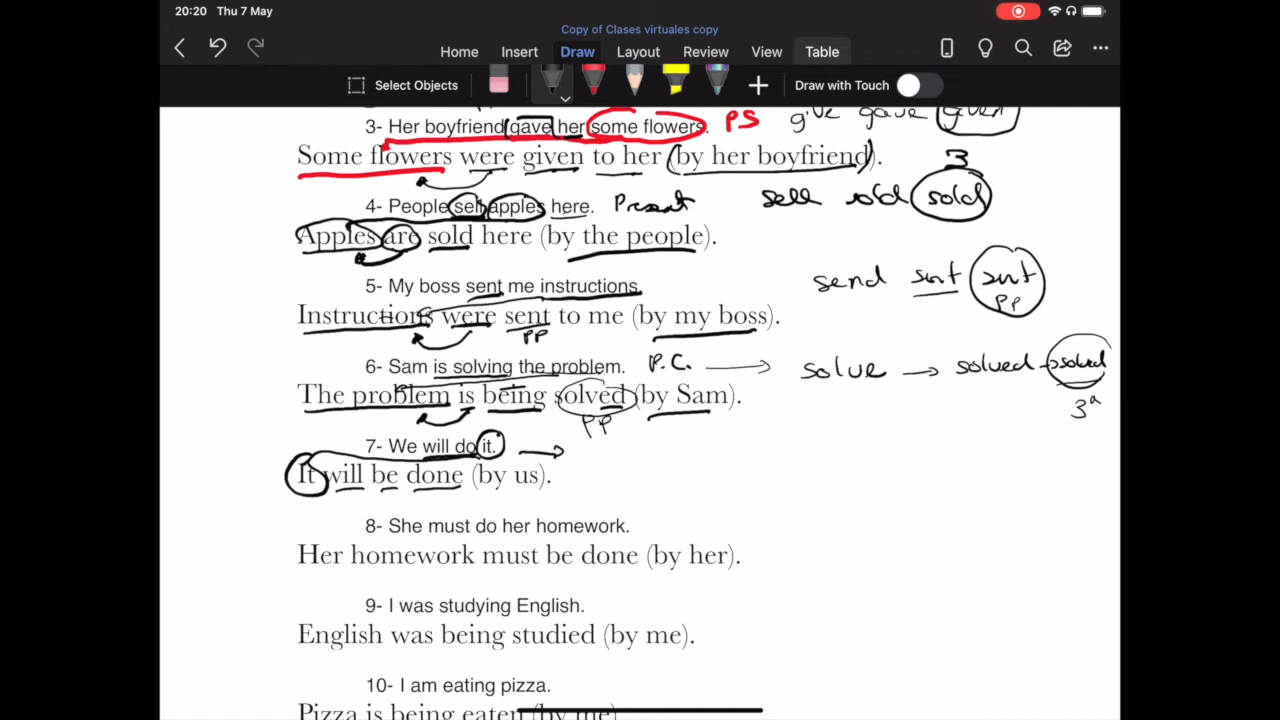 20:20 Thu 7 May
Copy of Clases virtuales copy
Home Insert Draw Layout Review View Table
Select Objects Draw with Touch
3- Her boyfriend gave her some flowers. PS give gave given
Some flowers were given to her (by her boyfriend). 3
4- People sell apples here. Present sell sold sold
Apples are sold here (by the people).
5- My boss sent me instructions. send sent sent
Instructions were sent to me (by my boss). PP
PP
6- Sam is solving the problem. P.C. → solve → solved → solved
The problem is being solved (by Sam). 3ª
PP
7- We will do it. →
It will be done (by us).
8- She must do her homework.
Her homework must be done (by her).
9- I was studying English.
English was being studied (by me).
10- I am eating pizza.
Pizza is being eaten (by me)